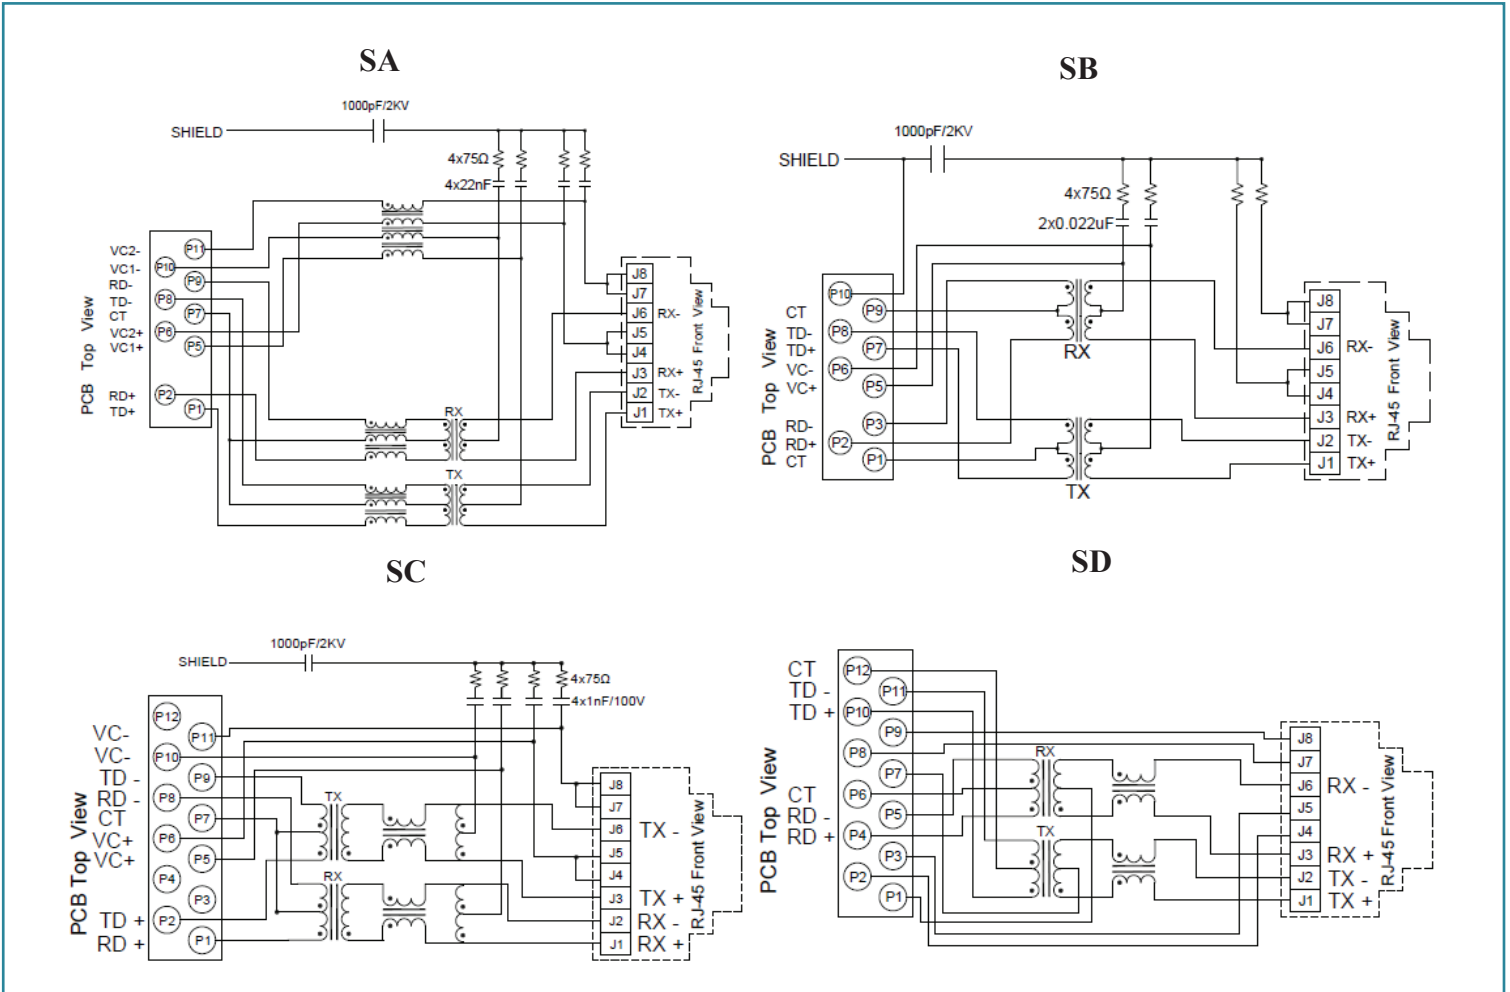 SA
1000pF/2KV
SHIELD
4x75Ω
4x22nF
VC2-
P11
VC1-
P10
RD-
P9
TD-
P8
CT
P7
VC2+
P6
VC1+
P5
RD+
P2
TD+
P1
PCB Top View
RX
TX
J8
J7
J6 RX-
J5
J4
J3 RX+
J2 TX-
J1 TX+
RJ-45 Front View
SB
1000pF/2KV
SHIELD
4x75Ω
2x0.022uF
P10
CT
P9
TD-
P8
TD+
P7
VC-
P6
VC+
P5
RD-
P3
RD+
P2
CT
P1
PCB Top View
RX
TX
J8
J7
J6 RX-
J5
J4
J3 RX+
J2 TX-
J1 TX+
RJ-45 Front View
SC
1000pF/2KV
SHIELD
4x75Ω
4x1nF/100V
P12
VC-
P11
VC-
P10
TD -
P9
RD -
P8
CT
P7
VC+
P6
VC+
P5
P4
P3
TD +
P2
RD +
P1
PCB Top View
TX
RX
J8
J7
J6 TX -
J5
J4
J3 TX +
J2 RX -
J1 RX +
RJ-45 Front View
SD
CT
P12
TD -
P11
TD +
P10
P9
P8
P7
CT
P6
RD -
P5
RD +
P4
P3
P2
P1
PCB Top View
RX
TX
J8
J7
J6 RX -
J5
J4
J3 RX +
J2 TX -
J1 TX +
RJ-45 Front View